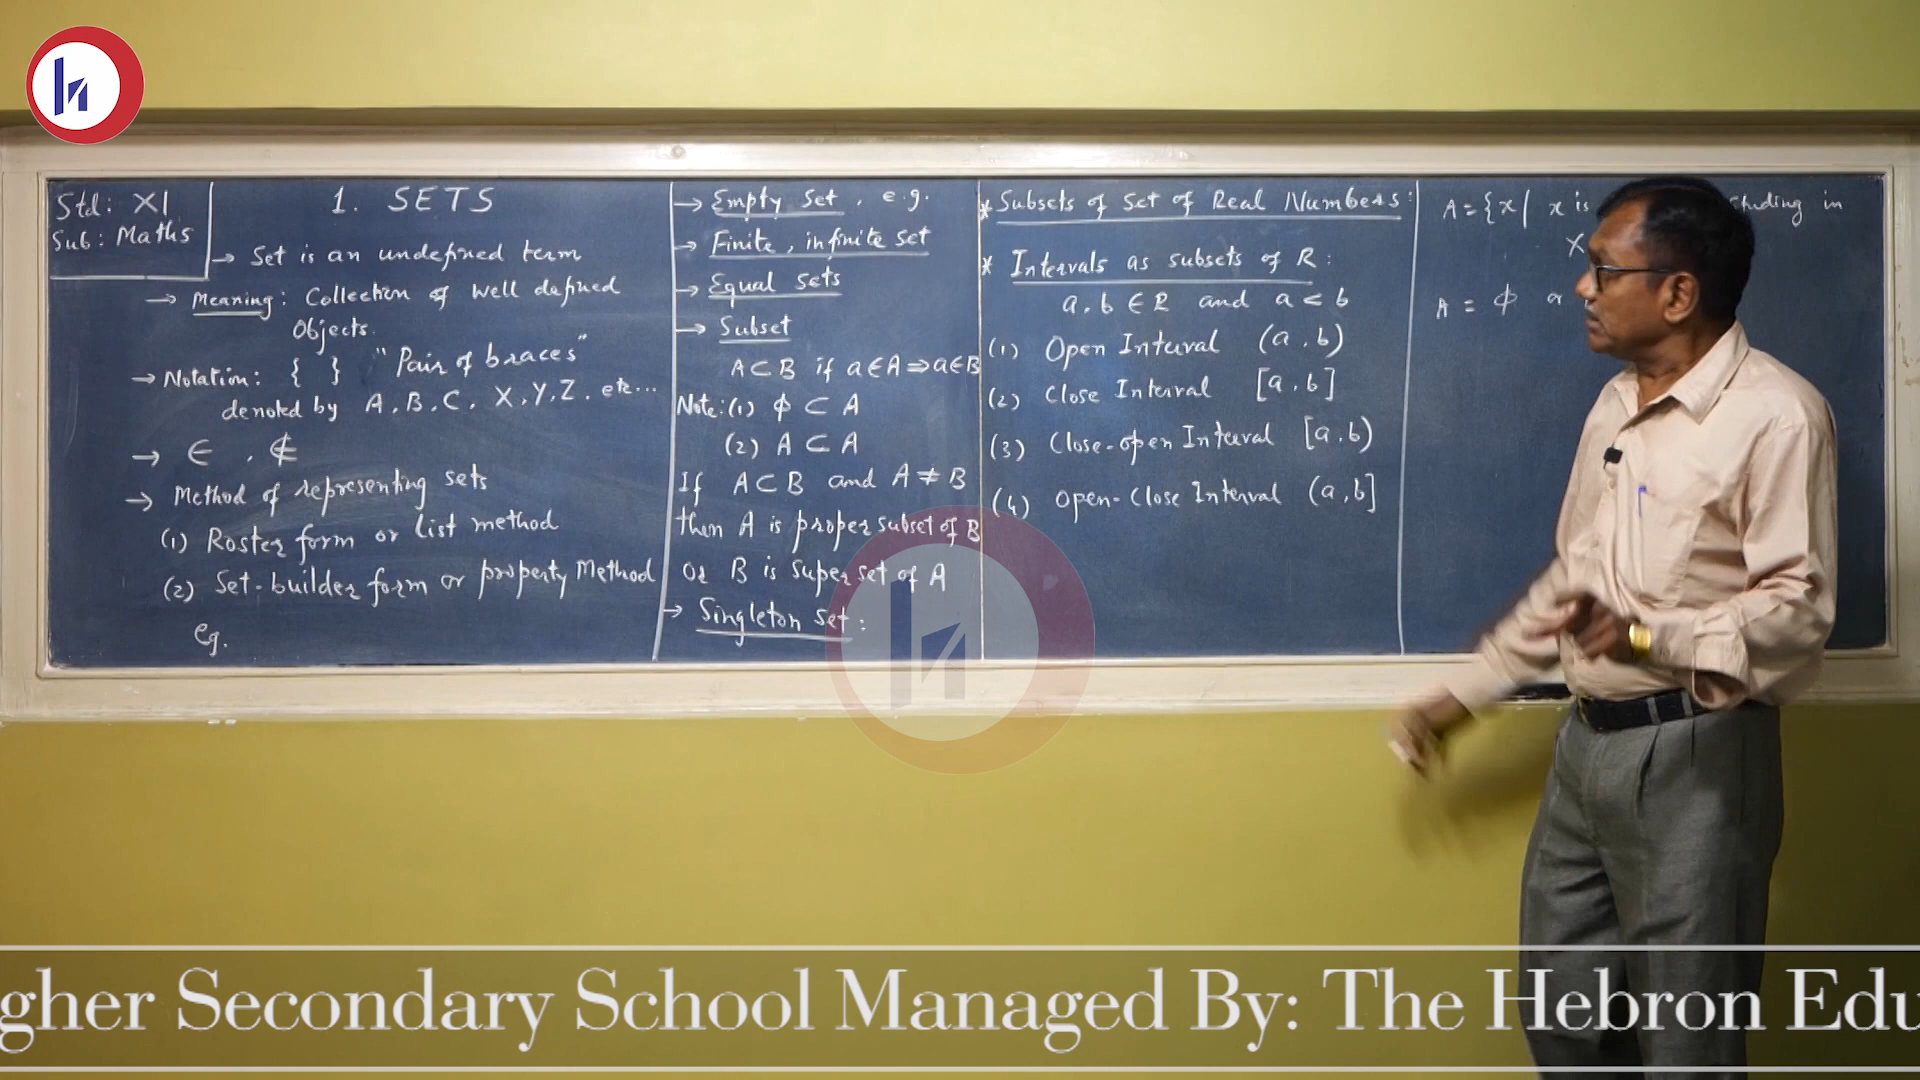 Std: XI
Sub: Maths
1. SETS
→ Set is an undefined term
→ Meaning: Collection of well defined
Objects.
→ Notation: { } "Pair of braces"
denoted by A, B, C, X, Y, Z, etc...
→ ∈ , ∉
→ Method of representing sets
(1) Roster form or List method
(2) Set-builder form or property Method
eg.
→ Empty Set, e.g.
→ Finite, infinite set
→ Equal sets
→ Subset
A⊂B if a∈A⇒a∈B
Note: (1) ϕ ⊂ A
(2) A ⊂ A
If A⊂B and A≠B
then A is proper subset of B
or B is super set of A
→ Singleton set:
* Subsets of Set of Real Numbers:
* Intervals as subsets of R:
a, b ∈ R and a < b
(1) Open Interval (a, b)
(2) Close Interval [a, b]
(3) Close-open Interval [a, b)
(4) Open-Close Interval (a, b]
A = {x | x is studing in
X
A = ϕ or
gher Secondary School Managed By: The Hebron Edu